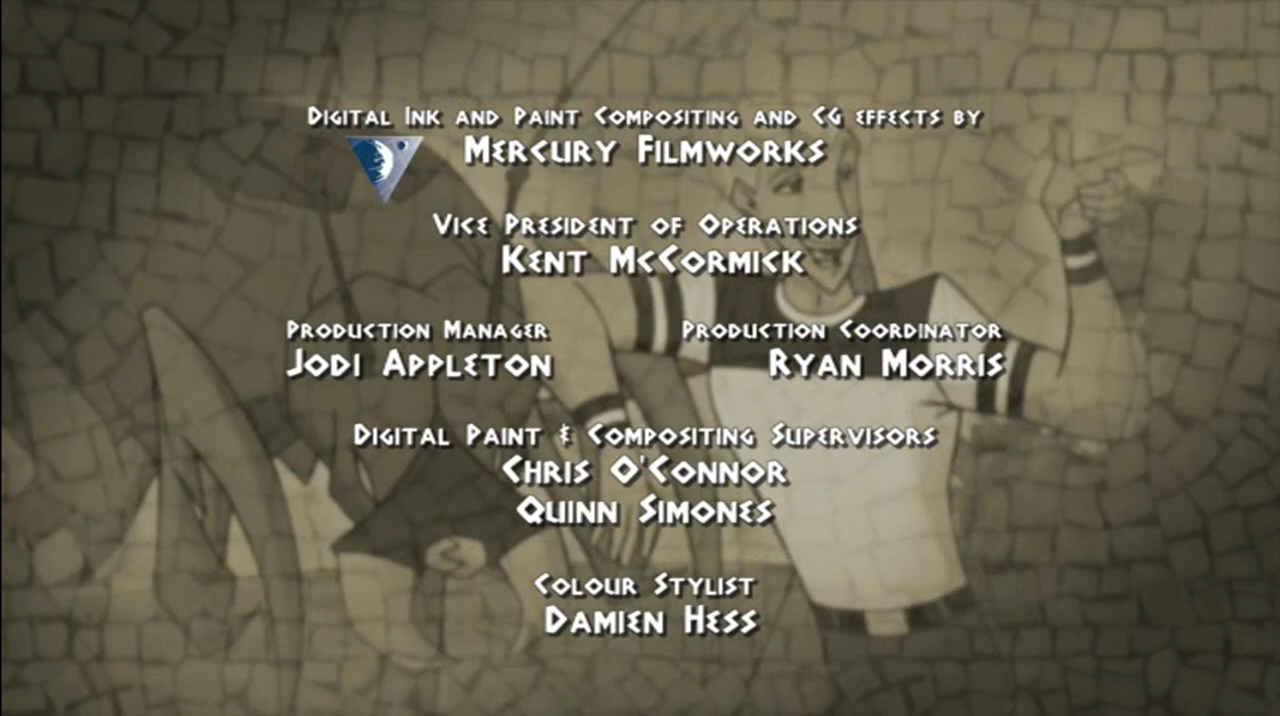 Digital Ink and Paint Compositing and CG effects by
Mercury Filmworks
Vice President of Operations
Kent McCormick
Production Manager
Jodi Appleton
Production Coordinator
Ryan Morris
Digital Paint & Compositing Supervisors
Chris O'Connor
Quinn Simones
Colour Stylist
Damien Hess